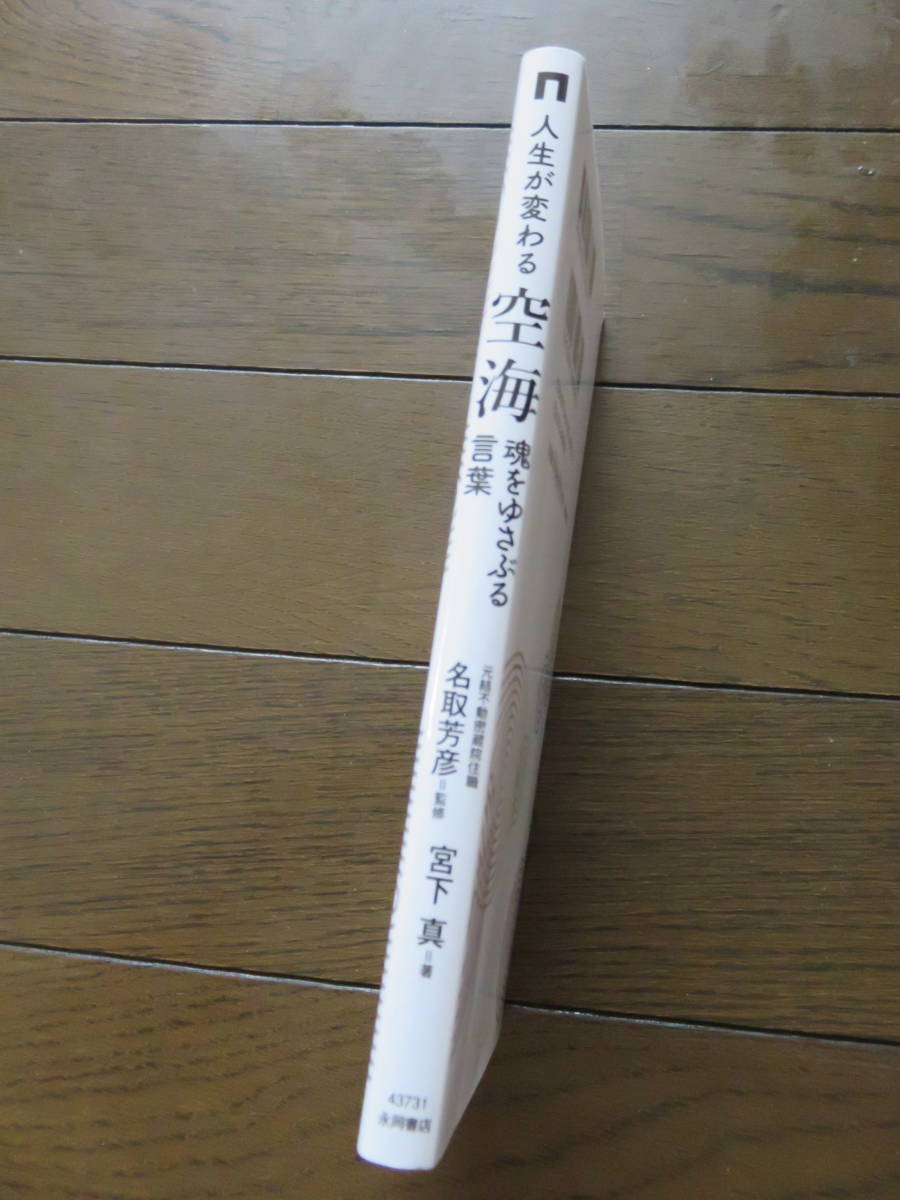 人生が変わる
空海
魂をゆさぶる
言葉
元結不動密蔵院住職
名取芳彦=監修
宮下 真=著
43731
永岡書店